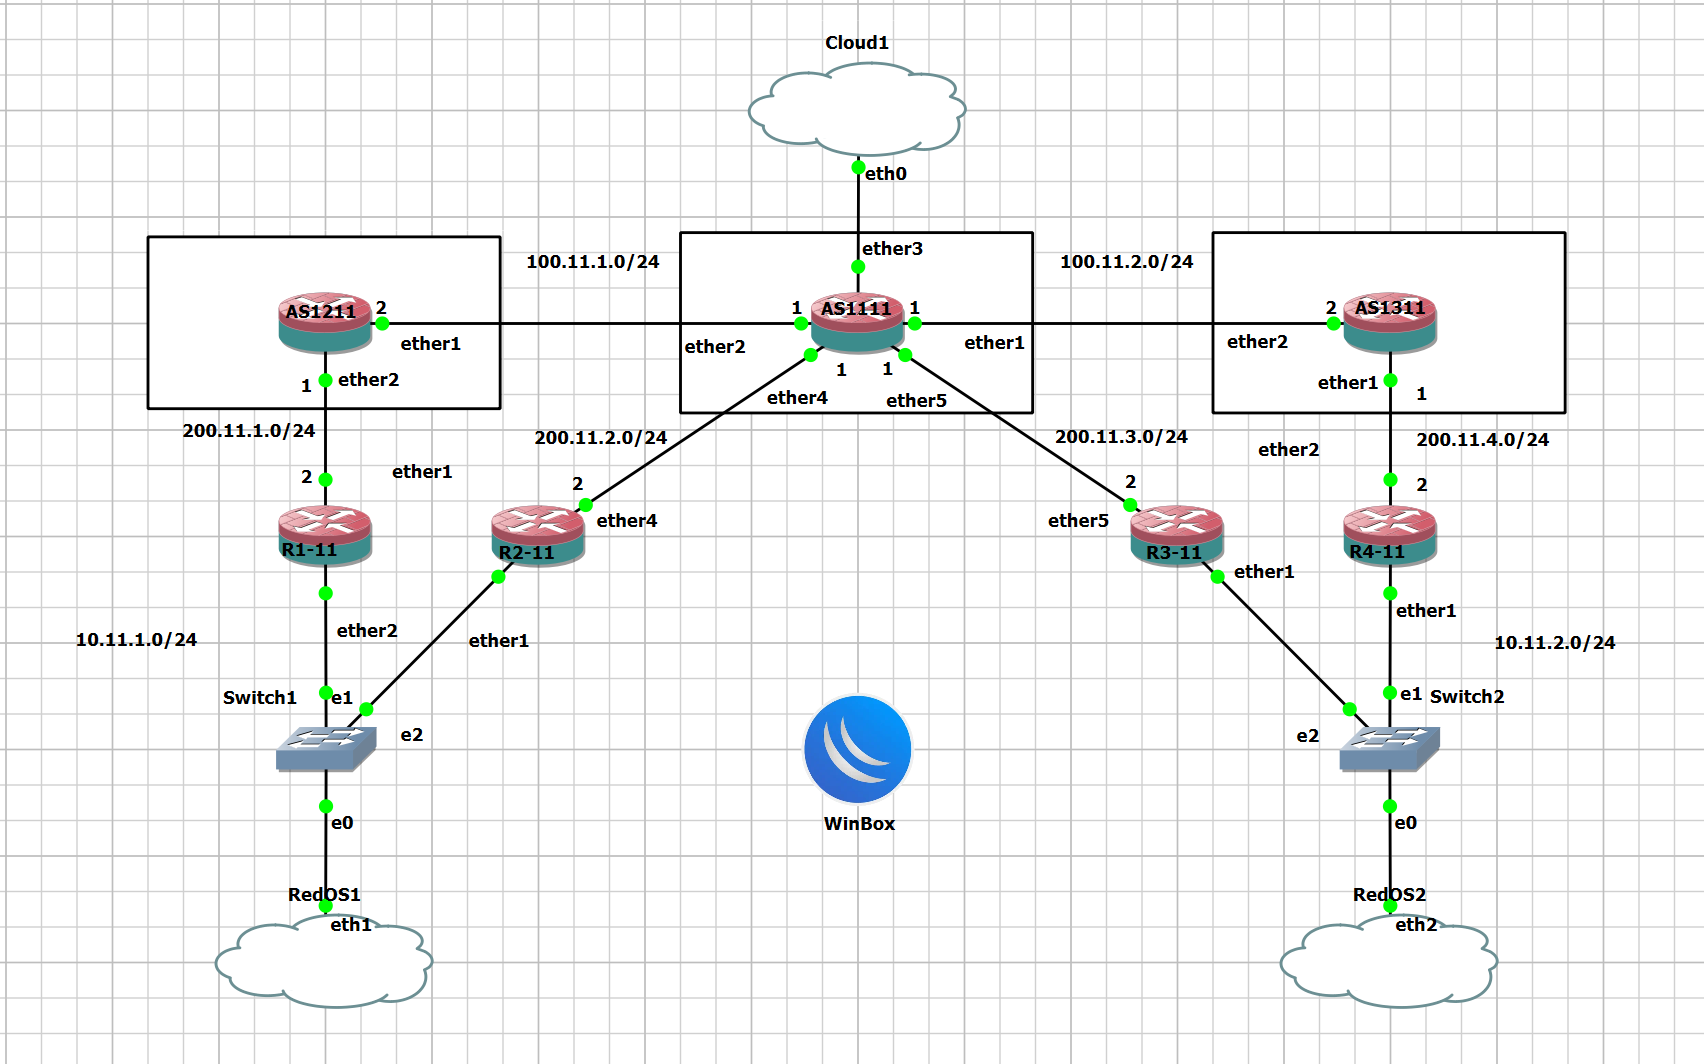 Cloud1
eth0
ether3
100.11.1.0/24
100.11.2.0/24
AS1211
2
1
AS1111
1
2
AS1311
ether1
ether2
ether1
ether2
1
ether2
1
1
ether1
1
ether4
ether5
200.11.1.0/24
200.11.2.0/24
200.11.3.0/24
200.11.4.0/24
ether2
2
ether1
2
2
2
ether4
ether5
R1-11
R2-11
R3-11
R4-11
ether1
ether1
10.11.1.0/24
ether2
ether1
10.11.2.0/24
Switch1
e1
e1
Switch2
e2
e2
WinBox
e0
e0
RedOS1
RedOS2
eth1
eth2